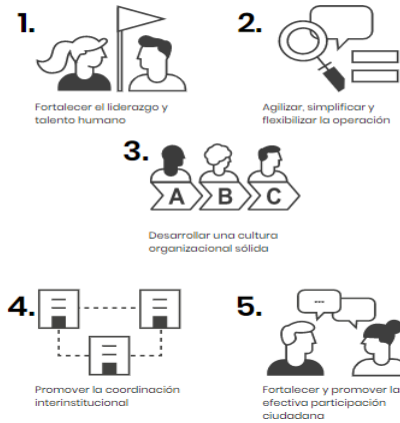 1.
Fortalecer el liderazgo y
talento humano
2.
Agilizar, simplificar y
flexibilizar la operación
3.
A B C
Desarrollar una cultura
organizacional sólida
4.
Promover la coordinación
interinstitucional
5.
...
Fortalecer y promover la
efectiva participación
ciudadana